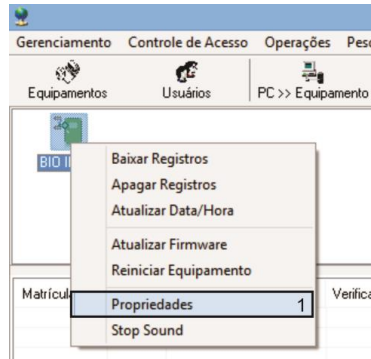 Gerenciamento Controle de Acesso Operações
Equipamentos Usuários PC >> Equipamento
BIO
Baixar Registros
Apagar Registros
Atualizar Data/Hora
Atualizar Firmware
Reiniciar Equipamento
Propriedades 1
Stop Sound